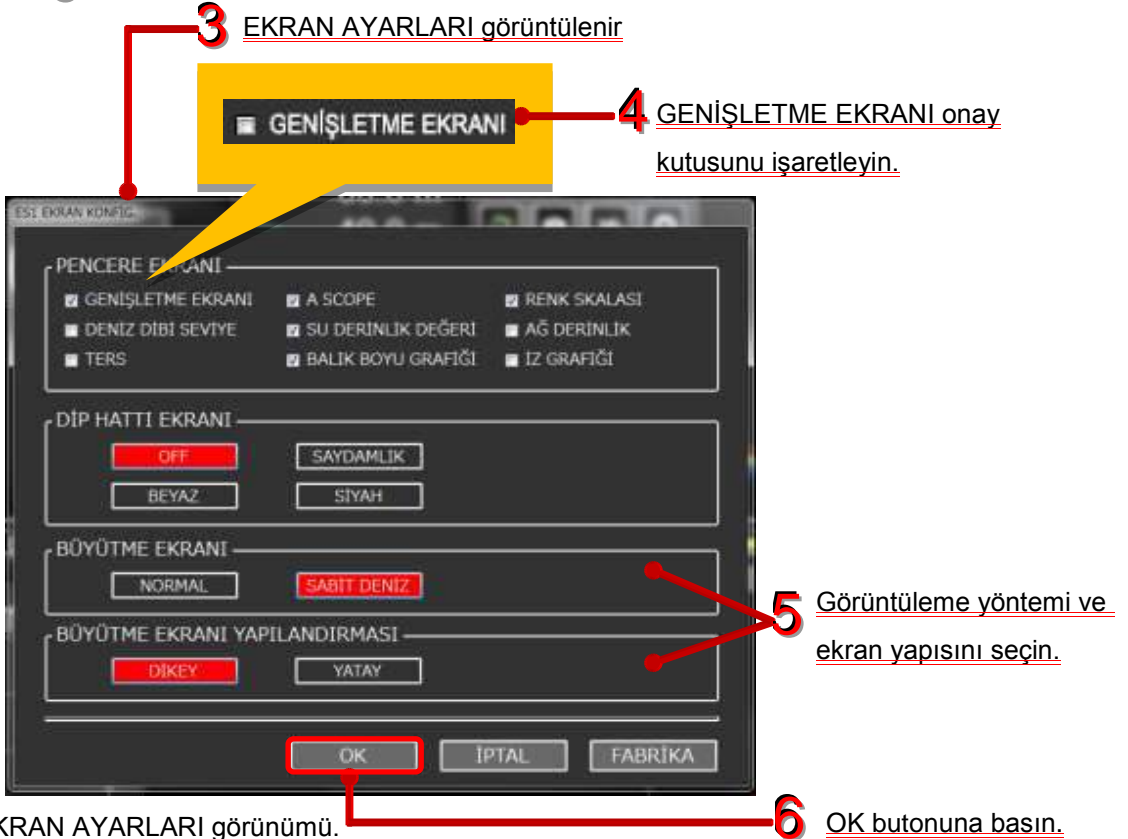 3 EKRAN AYARLARI görüntülenir
GENİŞLETME EKRANI
4 GENİŞLETME EKRANI onay
kutusunu işaretleyin.
ES1 EKRAN KONFİG.
PENCERE EKRANI
GENİŞLETME EKRANI A SCOPE RENK SKALASI
DENİZ DİBİ SEVİYE SU DERİNLİK DEĞERİ AĞ DERİNLİK
TERS BALIK BOYU GRAFİĞİ İZ GRAFİĞİ
DİP HATTI EKRANI
OFF SAYDAMLIK
BEYAZ SİYAH
BÜYÜTME EKRANI
NORMAL SABİT DENİZ
BÜYÜTME EKRANI YAPILANDIRMASI
DİKEY YATAY
5 Görüntüleme yöntemi ve
ekran yapısını seçin.
OK İPTAL FABRİKA
KRAN AYARLARI görünümü.
6 OK butonuna basın.